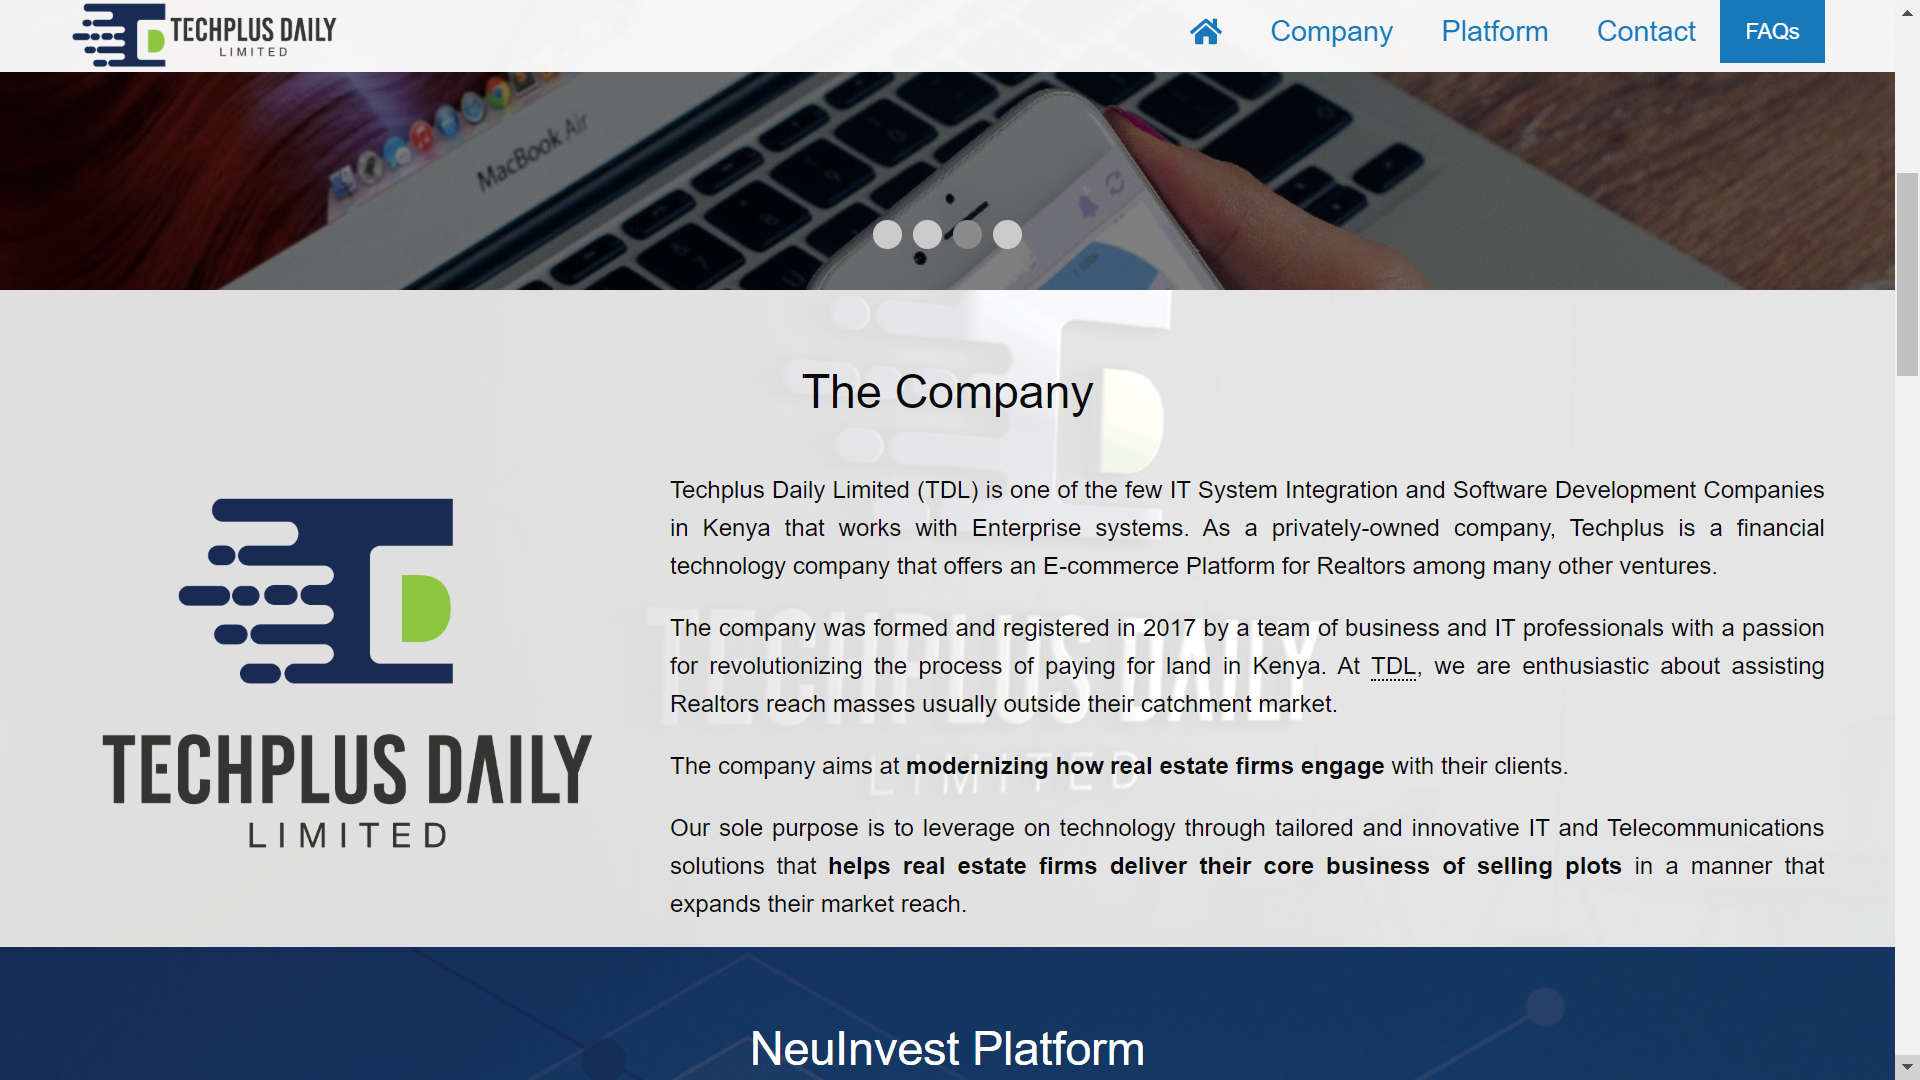 TECHPLUS DAILY
LIMITED
Company
Platform
Contact
FAQs
MacBook Air
The Company
Techplus Daily Limited (TDL) is one of the few IT System Integration and Software Development Companies
in Kenya that works with Enterprise systems. As a privately-owned company, Techplus is a financial
technology company that offers an E-commerce Platform for Realtors among many other ventures.
The company was formed and registered in 2017 by a team of business and IT professionals with a passion
for revolutionizing the process of paying for land in Kenya. At TDL, we are enthusiastic about assisting
Realtors reach masses usually outside their catchment market.
The company aims at modernizing how real estate firms engage with their clients.
Our sole purpose is to leverage on technology through tailored and innovative IT and Telecommunications
solutions that helps real estate firms deliver their core business of selling plots in a manner that
expands their market reach.
TECHPLUS DAILY
LIMITED
TECHPLUS DAILY
LIMITED
NeuInvest Platform